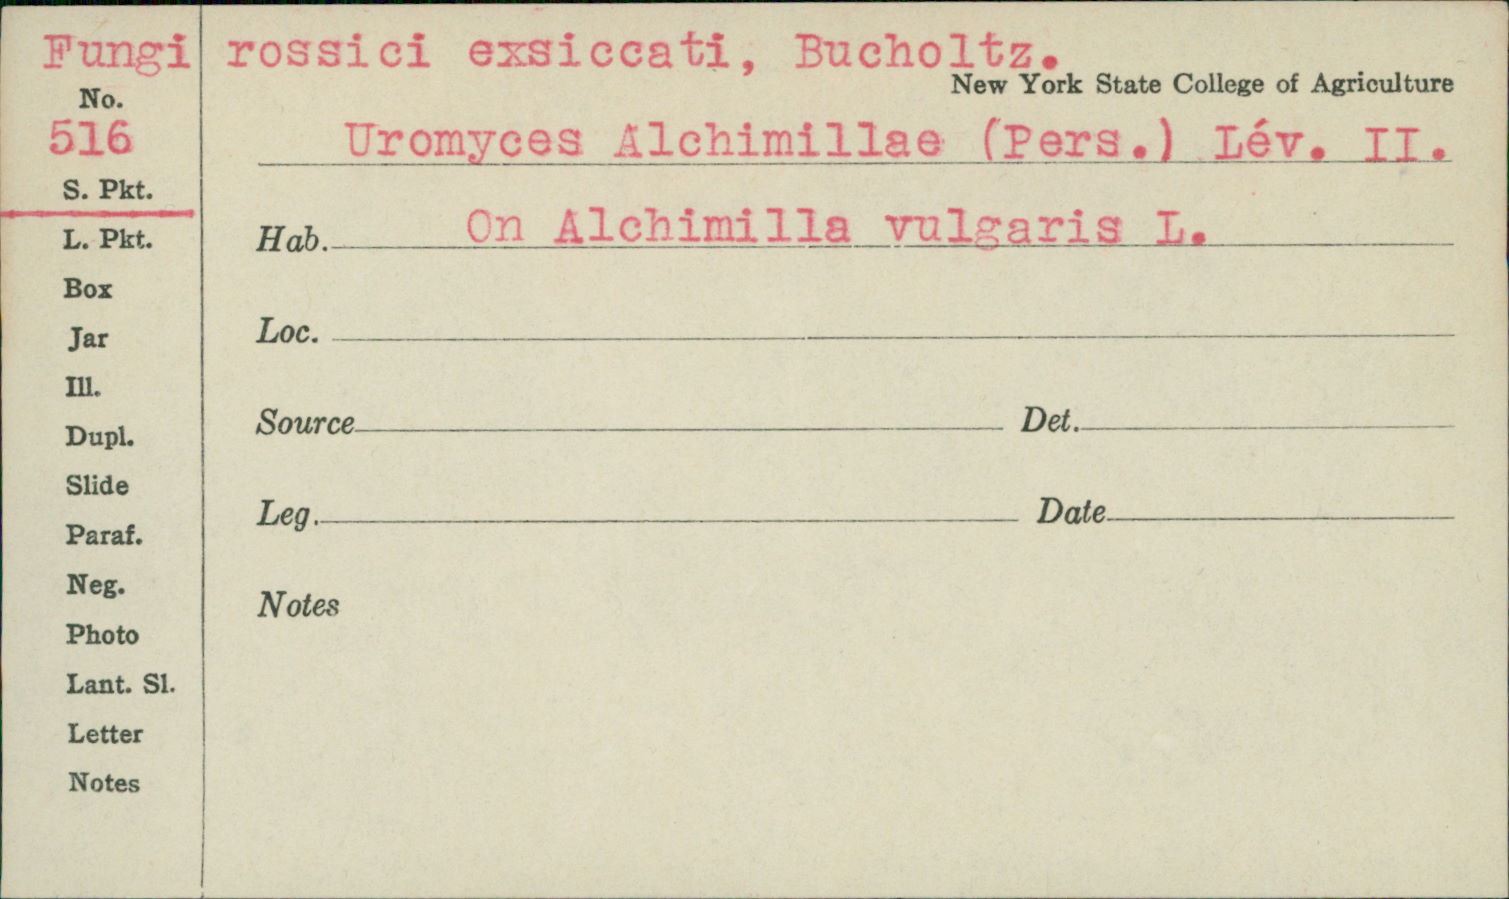 Fungi rossici exsiccati, Bucholtz.
New York State College of Agriculture
No.
516
Uromyces Alchimillae (Pers.) Lév. II.
S. Pkt.
L. Pkt.
Hab. On Alchimilla vulgaris L.
Box
Jar
Loc.
Ill.
Dupl.
Source Det.
Slide
Leg. Date
Paraf.
Neg.
Notes
Photo
Lant. Sl.
Letter
Notes